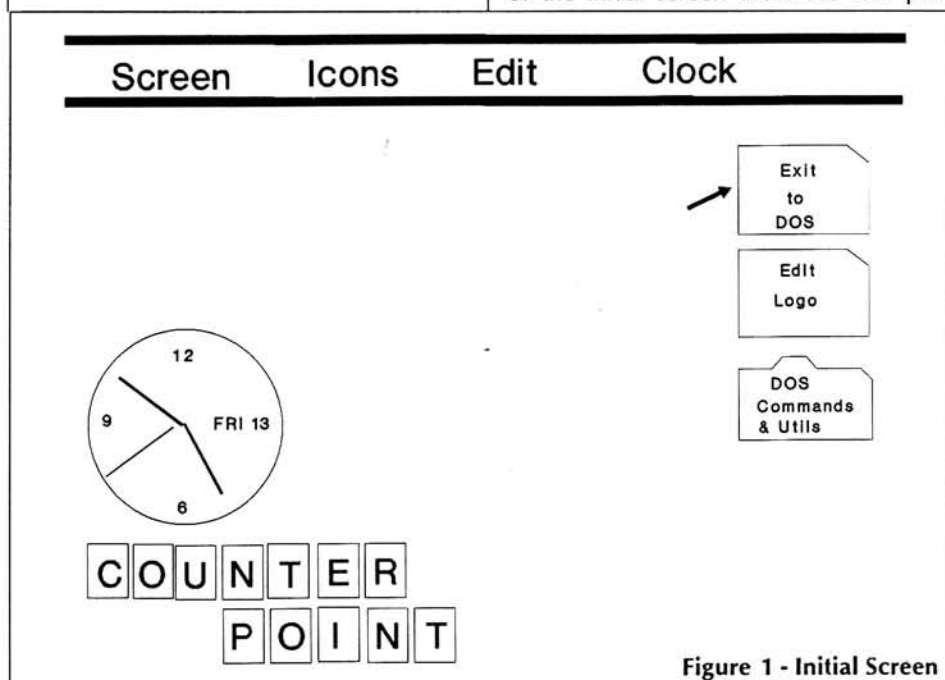 Screen Icons Edit Clock
Exit
to
DOS
Edit
Logo
DOS
Commands
& Utils
12
9 FRI 13
6
COUNTER
POINT
Figure 1 - Initial Screen